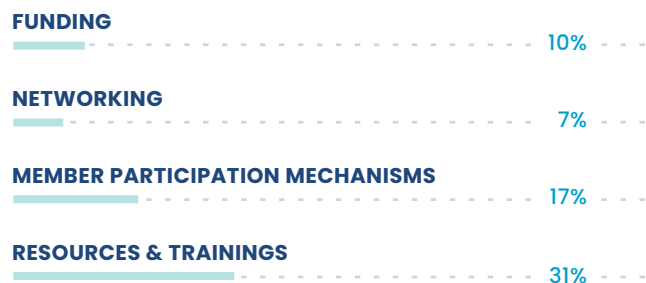 FUNDING
10%
NETWORKING
7%
MEMBER PARTICIPATION MECHANISMS
17%
RESOURCES & TRAININGS
31%